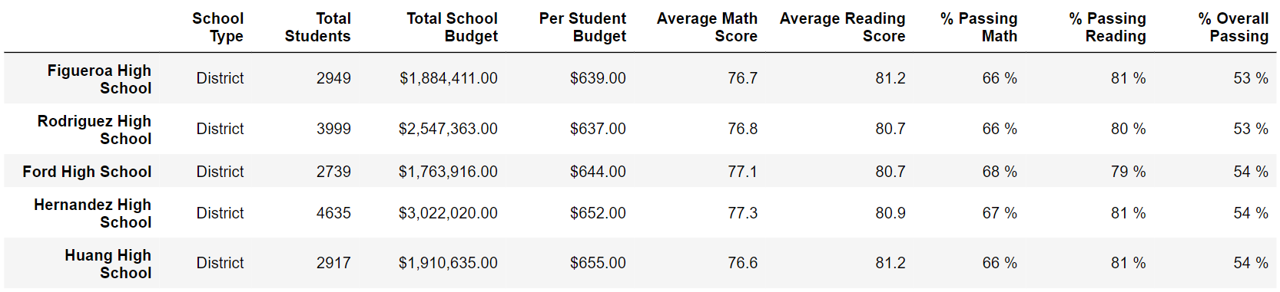 School Type Total Students Total School Budget Per Student Budget Average Math Score Average Reading Score % Passing Math % Passing Reading % Overall Passing
Figueroa High School District 2949 $1,884,411.00 $639.00 76.7 81.2 66 % 81 % 53 %
Rodriguez High School District 3999 $2,547,363.00 $637.00 76.8 80.7 66 % 80 % 53 %
Ford High School District 2739 $1,763,916.00 $644.00 77.1 80.7 68 % 79 % 54 %
Hernandez High School District 4635 $3,022,020.00 $652.00 77.3 80.9 67 % 81 % 54 %
Huang High School District 2917 $1,910,635.00 $655.00 76.6 81.2 66 % 81 % 54 %